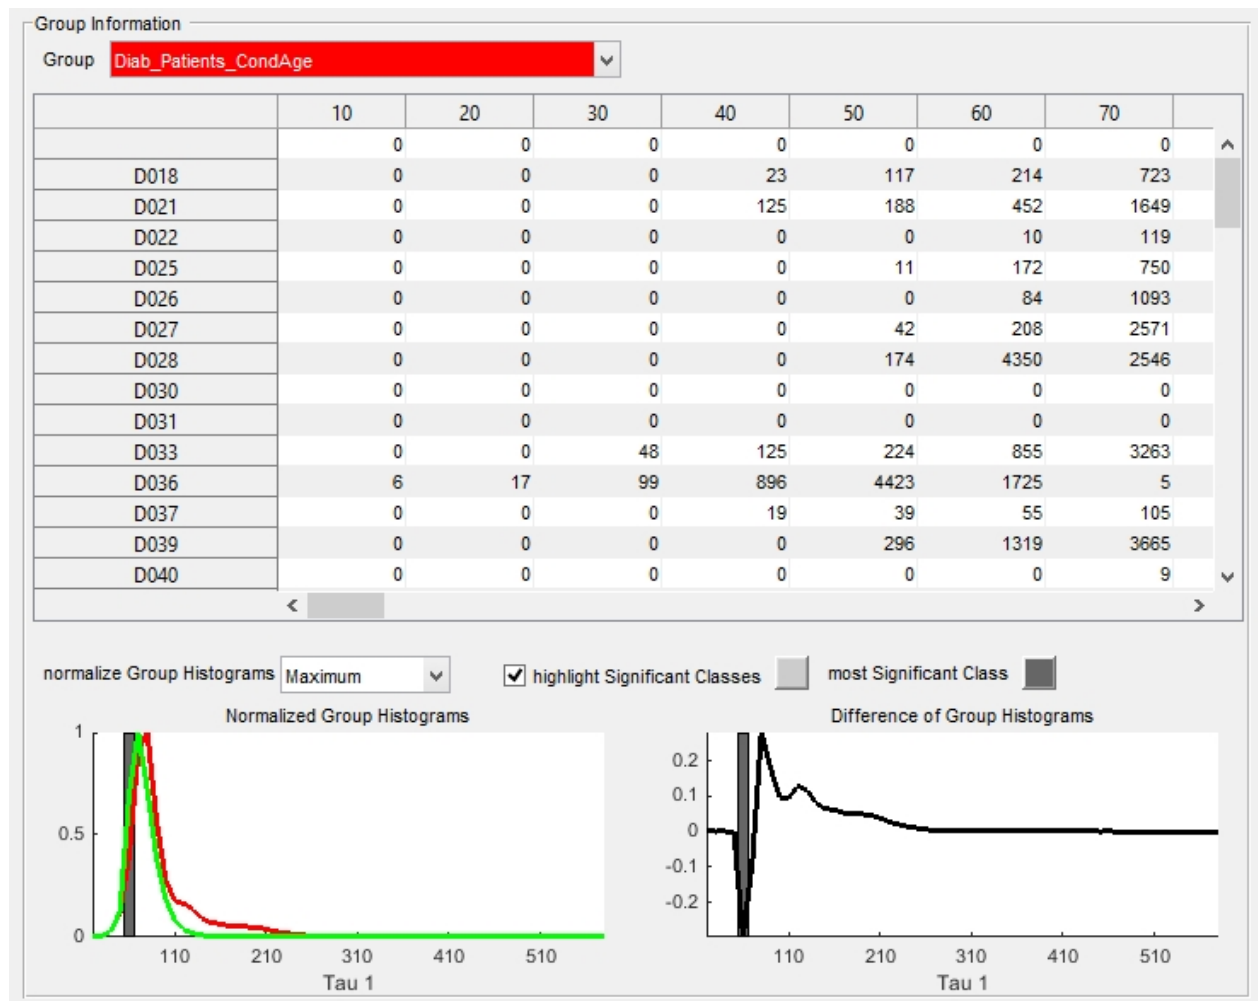 Group Information
Group Diab_Patients_CondAge
10 20 30 40 50 60 70
0 0 0 0 0 0 0
D018 0 0 0 23 117 214 723
D021 0 0 0 125 188 452 1649
D022 0 0 0 0 0 10 119
D025 0 0 0 0 11 172 750
D026 0 0 0 0 0 84 1093
D027 0 0 0 0 42 208 2571
D028 0 0 0 0 174 4350 2546
D030 0 0 0 0 0 0 0
D031 0 0 0 0 0 0 0
D033 0 0 48 125 224 855 3263
D036 6 17 99 896 4423 1725 5
D037 0 0 0 19 39 55 105
D039 0 0 0 0 296 1319 3665
D040 0 0 0 0 0 0 9
normalize Group Histograms Maximum highlight Significant Classes most Significant Class
Normalized Group Histograms
1
0.5
0
110 210 310 410 510
Tau 1
Difference of Group Histograms
0.2
0.1
0
-0.1
-0.2
110 210 310 410 510
Tau 1